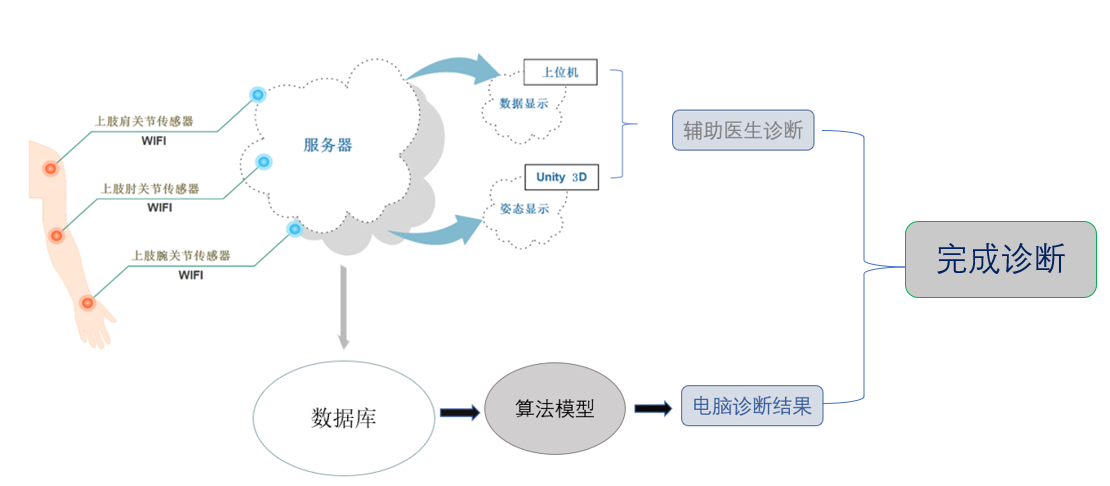 上肢肩关节传感器
WIFI
上肢肘关节传感器
WIFI
上肢腕关节传感器
WIFI
服务器
上位机
数据显示
Unity 3D
姿态显示
辅助医生诊断
完成诊断
数据库
算法模型
电脑诊断结果